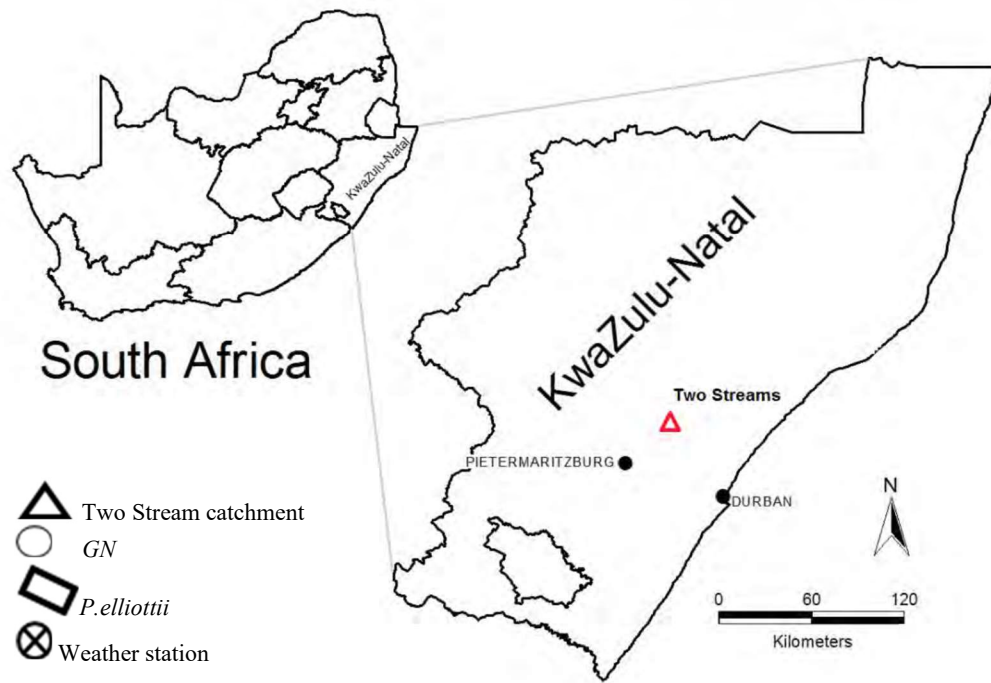 KwaZulu-Natal
South Africa
KwaZulu-Natal
Two Streams
PIETERMARITZBURG
DURBAN
N
0 60 120
Kilometers
Two Stream catchment
GN
P.elliottii
Weather station